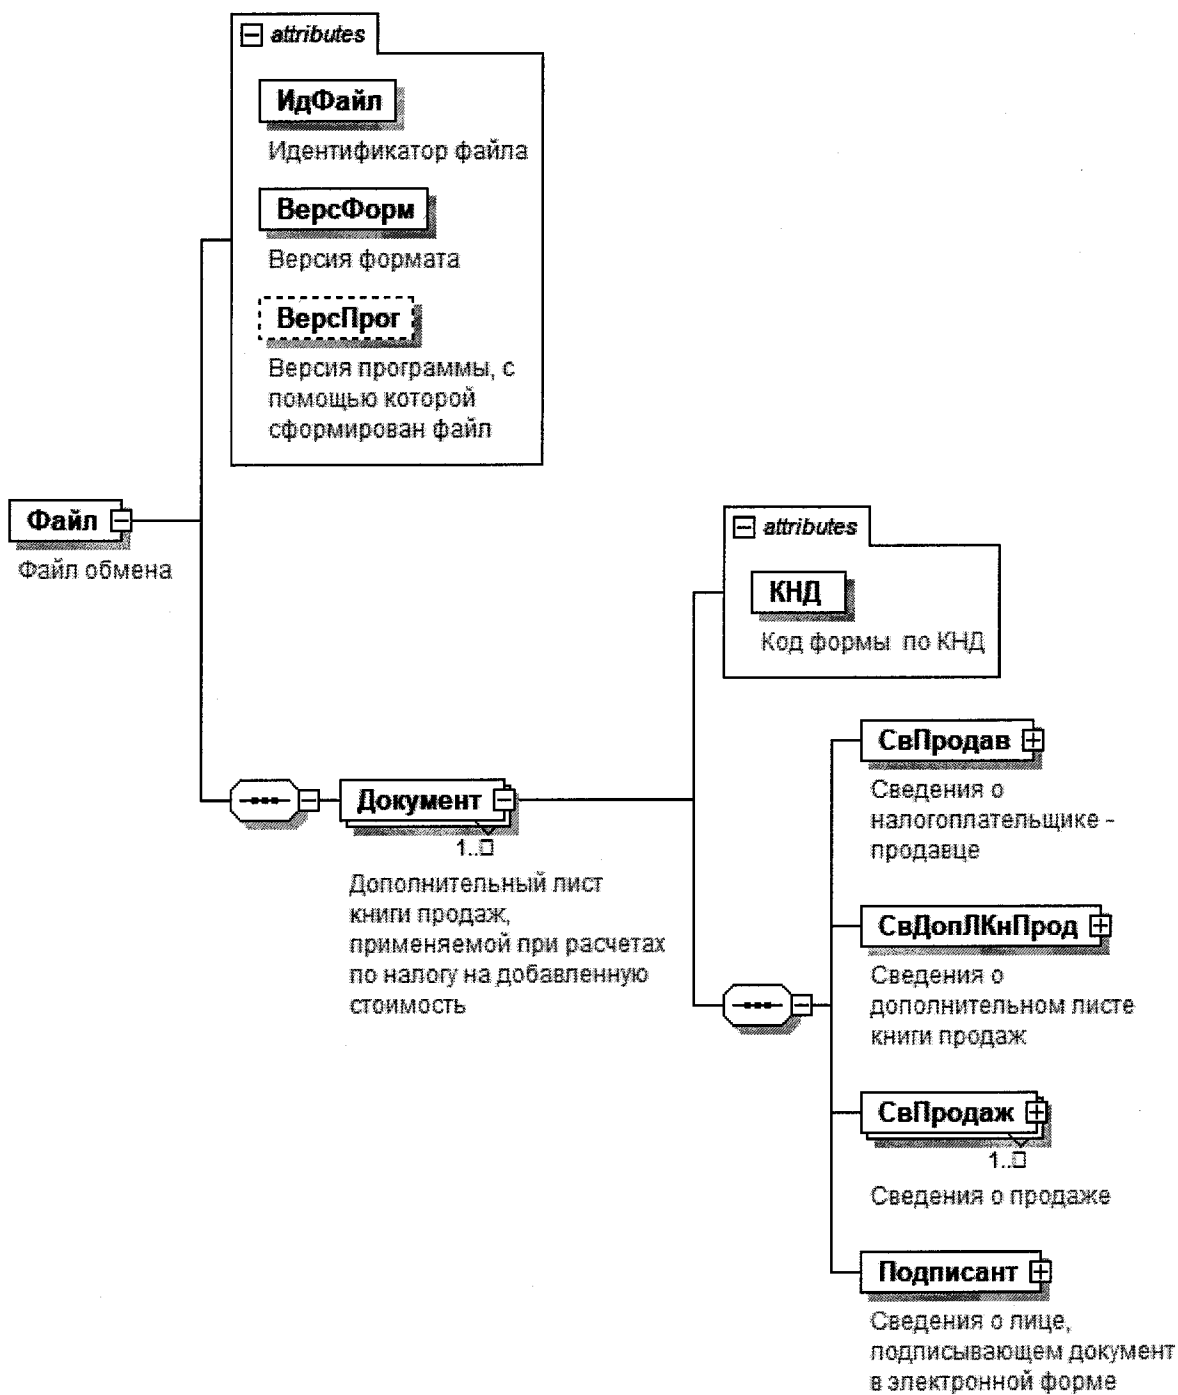 attributes
ИдФайл
Идентификатор файла
ВерсФорм
Версия формата
ВерсПрог
Версия программы, с
помощью которой
сформирован файл
Файл
Файл обмена
attributes
КНД
Код формы по КНД
Документ
1..□
Дополнительный лист
книги продаж,
применяемой при расчетах
по налогу на добавленную
стоимость
СвПродав
Сведения о
налогоплательщике -
продавце
СвДопЛКнПрод
Сведения о
дополнительном листе
книги продаж
СвПродаж
1..□
Сведения о продаже
Подписант
Сведения о лице,
подписывающем документ
в электронной форме